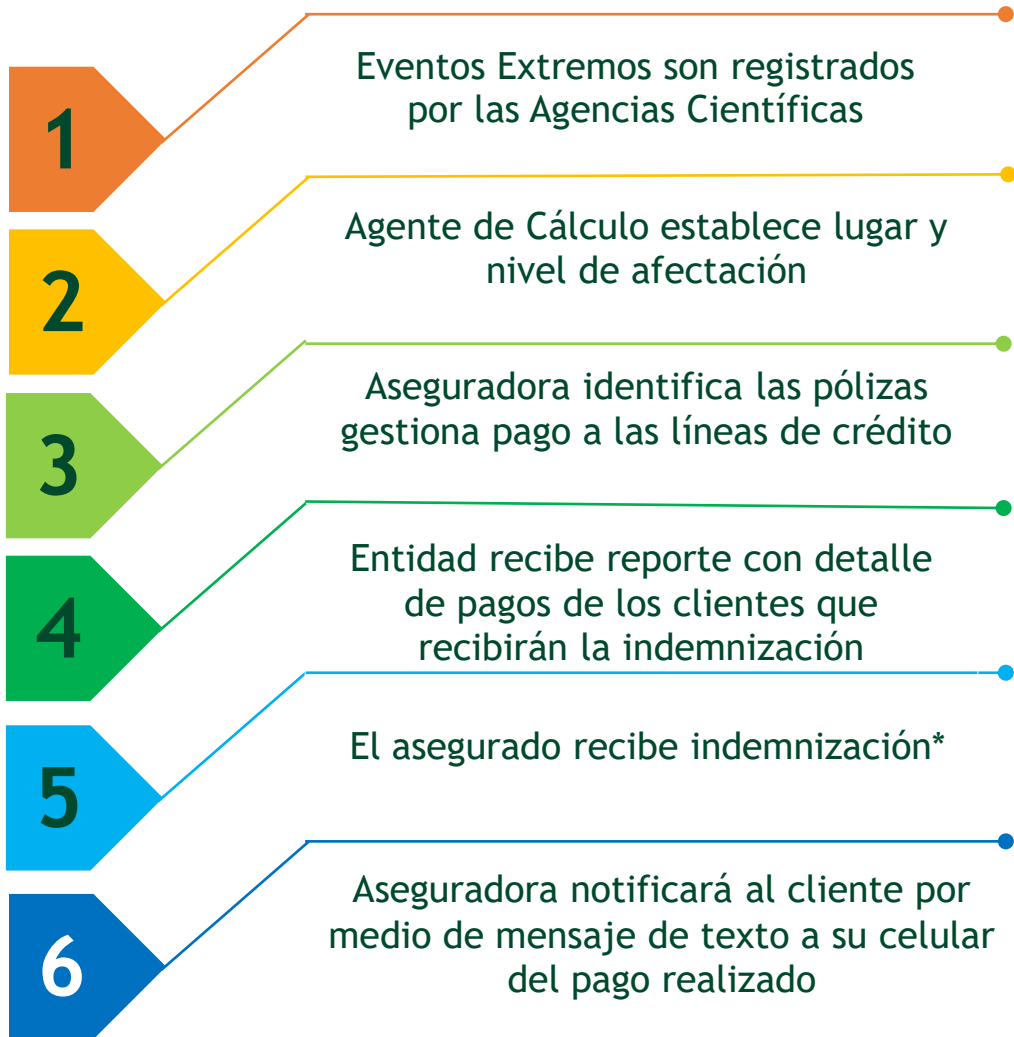 1
Eventos Extremos son registrados
por las Agencias Científicas
2
Agente de Cálculo establece lugar y
nivel de afectación
3
Aseguradora identifica las pólizas
gestiona pago a las líneas de crédito
4
Entidad recibe reporte con detalle
de pagos de los clientes que
recibirán la indemnización
5
El asegurado recibe indemnización*
6
Aseguradora notificará al cliente por
medio de mensaje de texto a su celular
del pago realizado